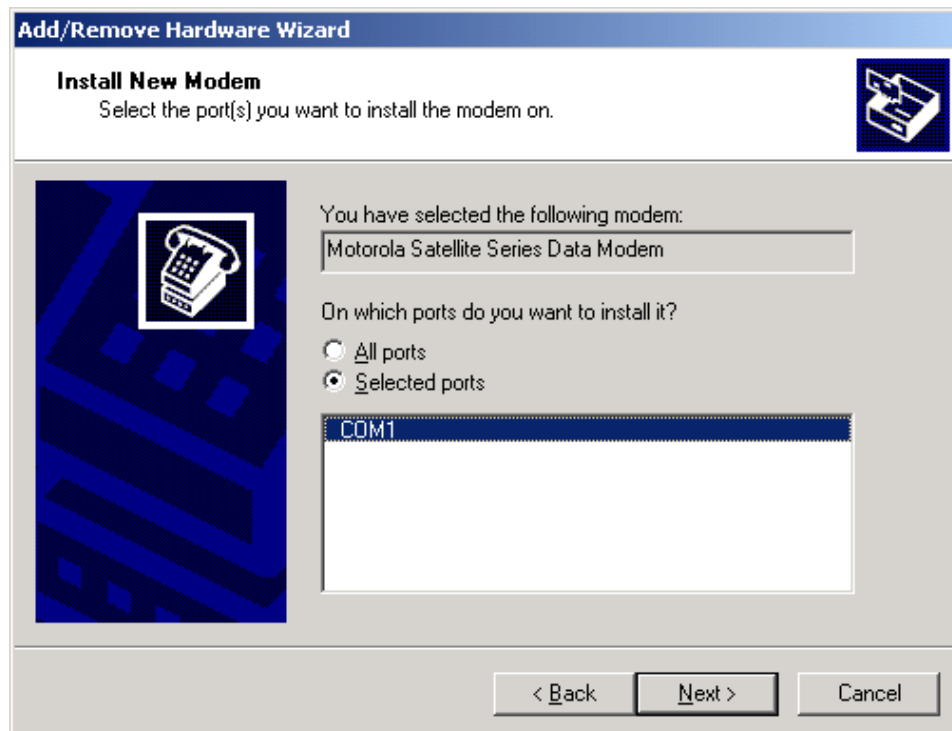 Add/Remove Hardware Wizard
Install New Modem
Select the port(s) you want to install the modem on.
You have selected the following modem:
Motorola Satellite Series Data Modem
On which ports do you want to install it?
All ports
Selected ports
COM1
< Back Next > Cancel